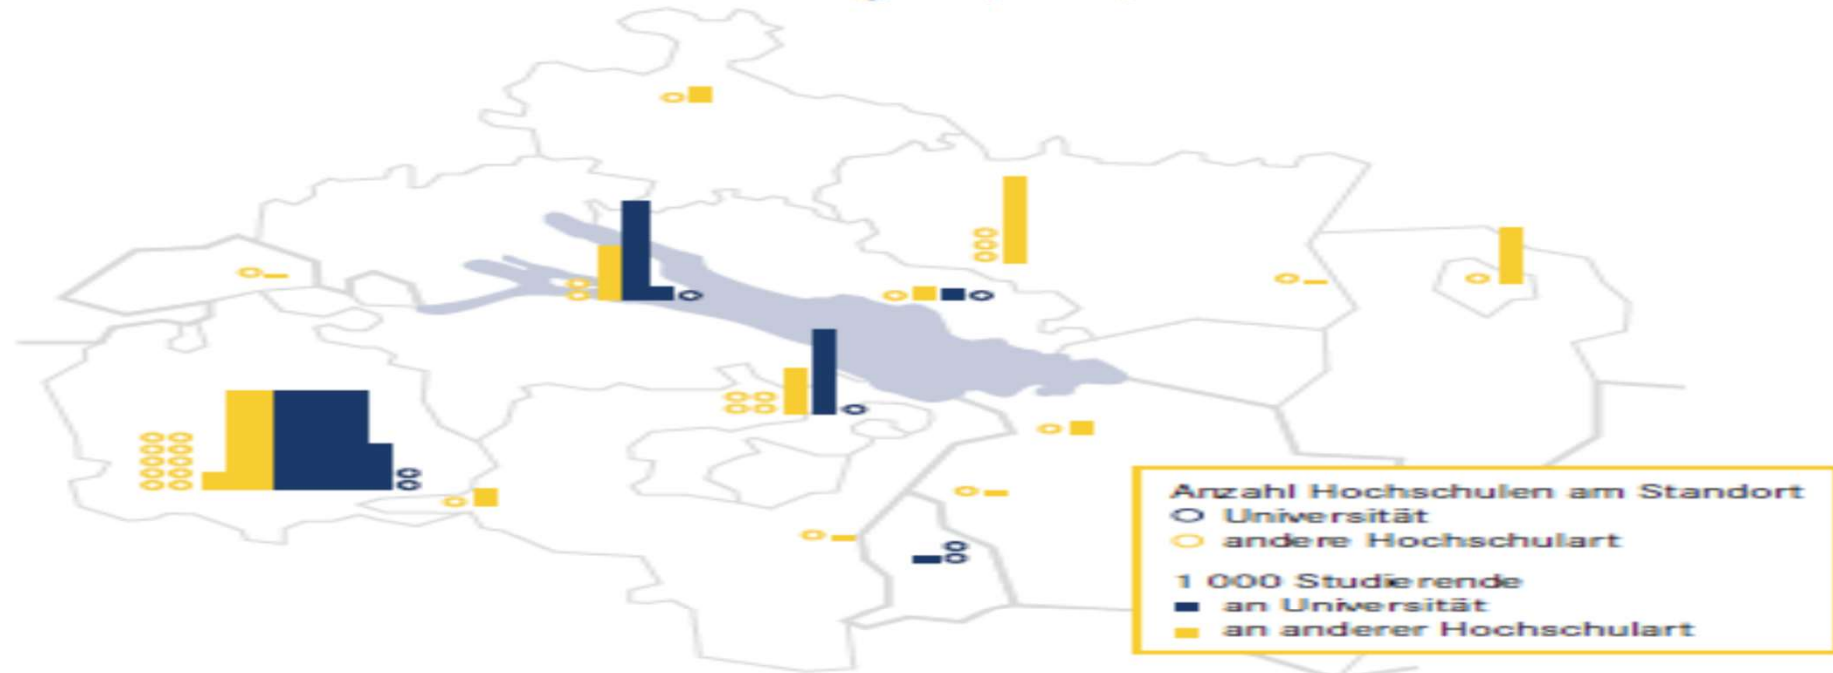 Anzahl Hochschulen am Standort
Universität
andere Hochschulart
1 000 Studierende
an Universität
an anderer Hochschulart